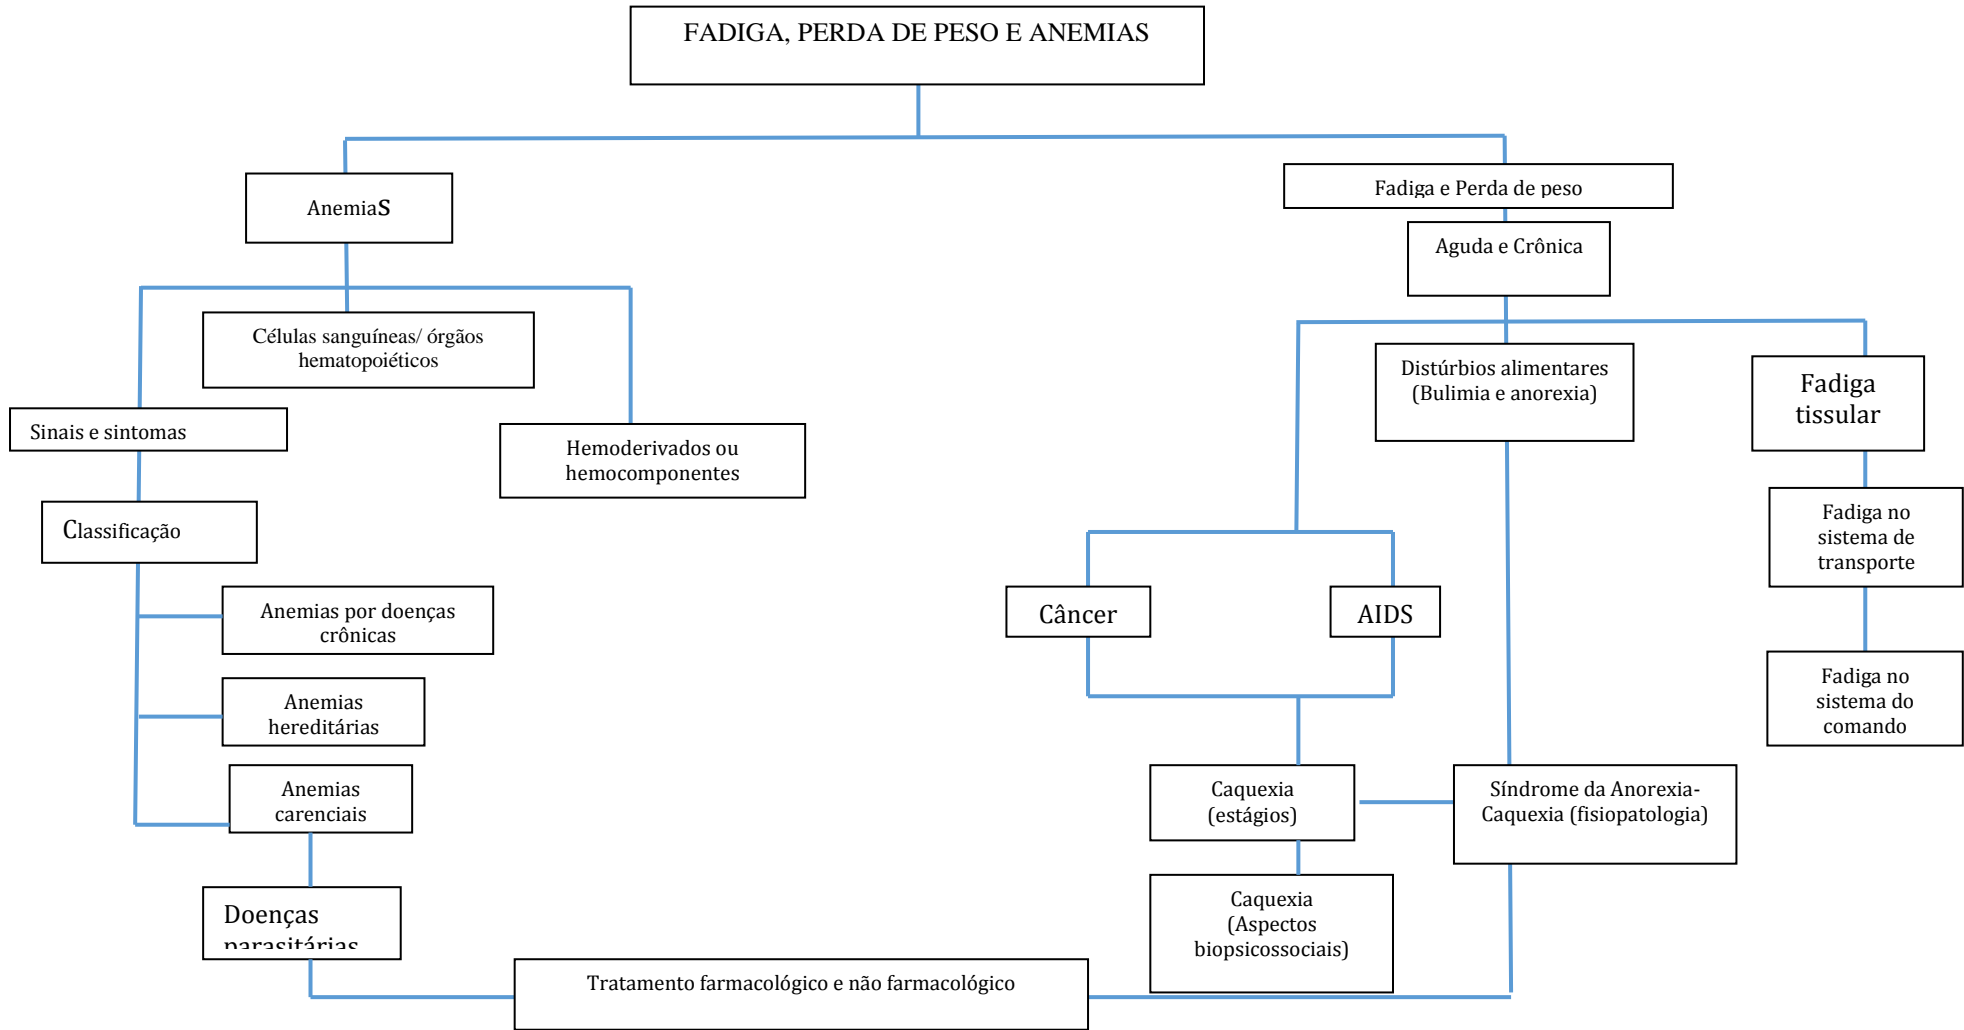 FADIGA, PERDA DE PESO E ANEMIAS
Anemias
Fadiga e Perda de peso
Aguda e Crônica
Células sanguíneas/ órgãos
hematopoiéticos
Distúrbios alimentares
(Bulimia e anorexia)
Fadiga
tissular
Sinais e sintomas
Hemoderivados ou
hemocomponentes
Classificação
Fadiga no
sistema de
transporte
Anemias por doenças
crônicas
Câncer
AIDS
Anemias
hereditárias
Fadiga no
sistema do
comando
Anemias
carenciais
Caquexia
(estágios)
Síndrome da Anorexia-
Caquexia (fisiopatologia)
Doenças
parasitárias
Caquexia
(Aspectos
biopsicossociais)
Tratamento farmacológico e não farmacológico